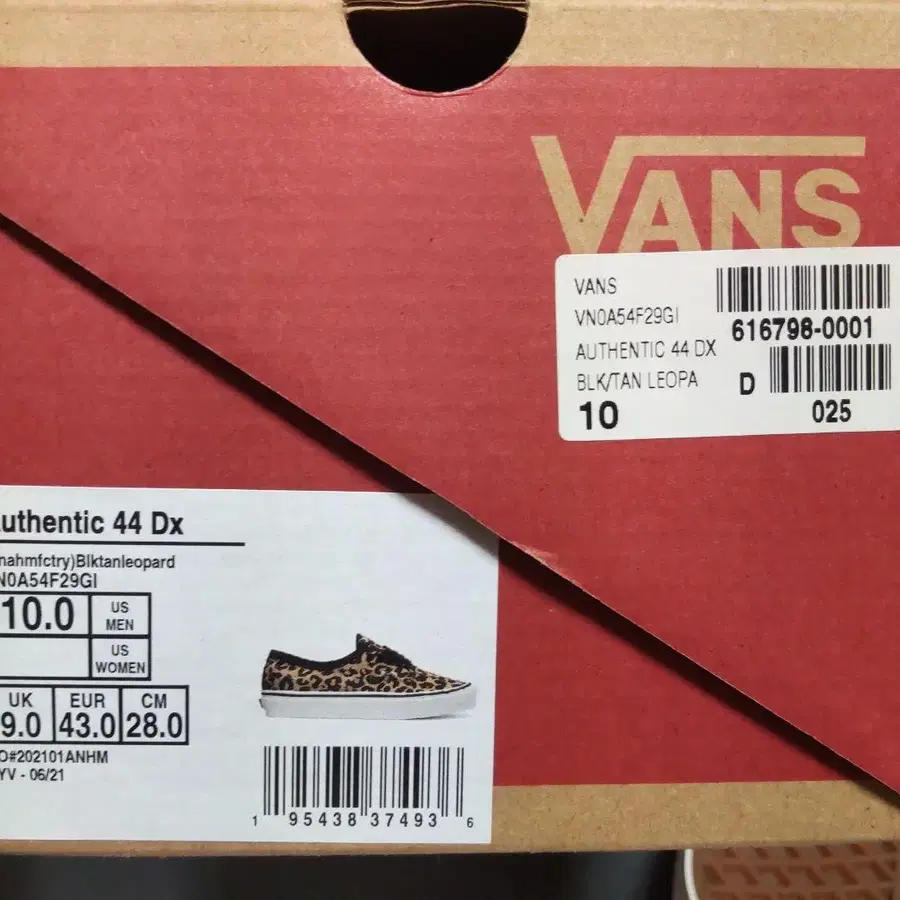 VANS
VANS
VN0A54F29GI
AUTHENTIC 44 DX
BLK/TAN LEOPA
10
616798-0001
D
025
uthentic 44 Dx
nahmfctry)Blktanleopard
N0A54F29GI
10.0 US MEN
US WOMEN
UK EUR CM
9.0 43.0 28.0
O#202101ANHM
YV - 06/21
1 95438 37493 6